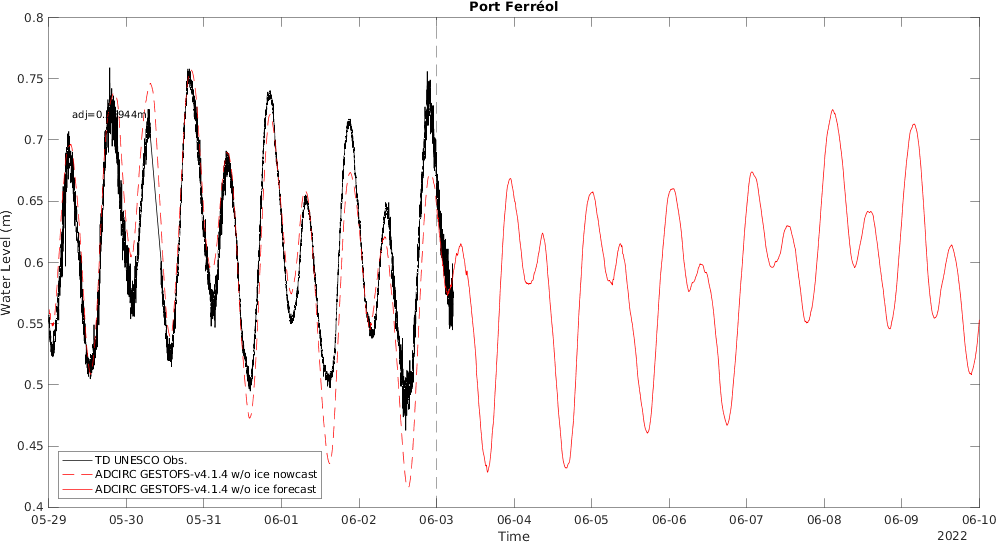 Port Ferréol
0.8
0.75
0.7
0.65
0.6
0.55
0.5
0.45
0.4
Water Level (m)
TD UNESCO Obs.
ADCIRC GESTOFS-v4.1.4 w/o ice nowcast
ADCIRC GESTOFS-v4.1.4 w/o ice forecast
05-29 05-30 05-31 06-01 06-02 06-03 06-04 06-05 06-06 06-07 06-08 06-09 06-10
Time
2022